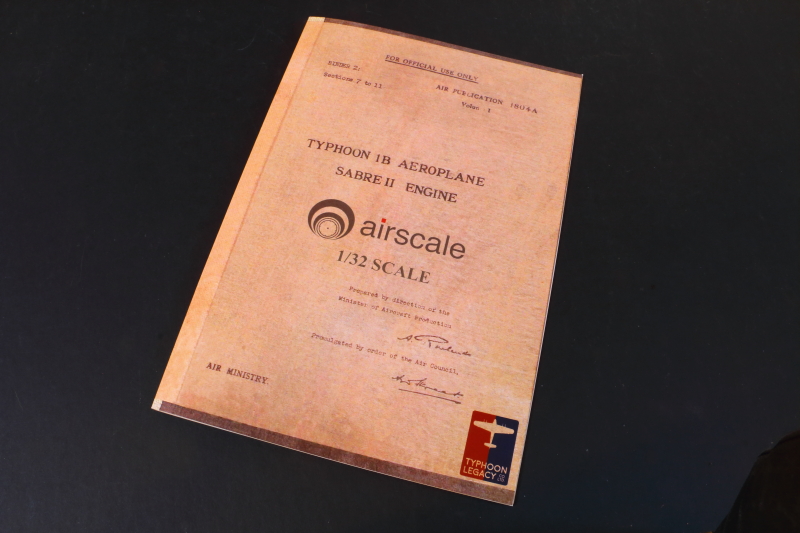 FOR OFFICIAL USE ONLY
Sections 7 to 11
AIR PUBLICATION 1804A
1
TYPHOON 1B AEROPLANE
SABRE II ENGINE
airscale
1/32 SCALE
Prepared by direction of the
Minister of Aircraft Production
Promulgated by order of the Air Council.
AIR MINISTRY.
TYPHOON
LEGACY